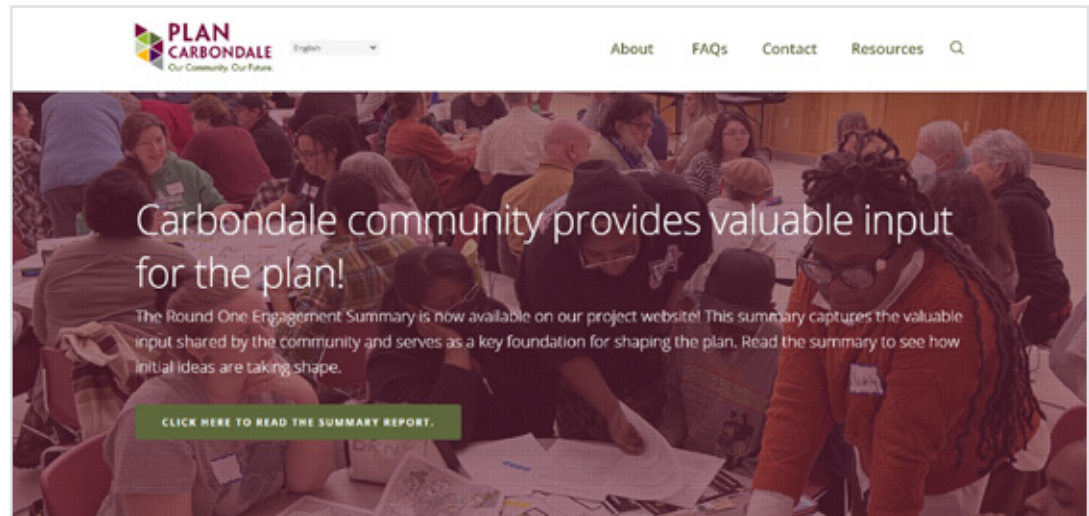 PLAN
CARBONDALE
Our Community. Our Future.
English
About FAQs Contact Resources
Carbondale community provides valuable input
for the plan!
The Round One Engagement Summary is now available on our project website! This summary captures the valuable
input shared by the community and serves as a key foundation for shaping the plan. Read the summary to see how
initial ideas are taking shape.
CLICK HERE TO READ THE SUMMARY REPORT.